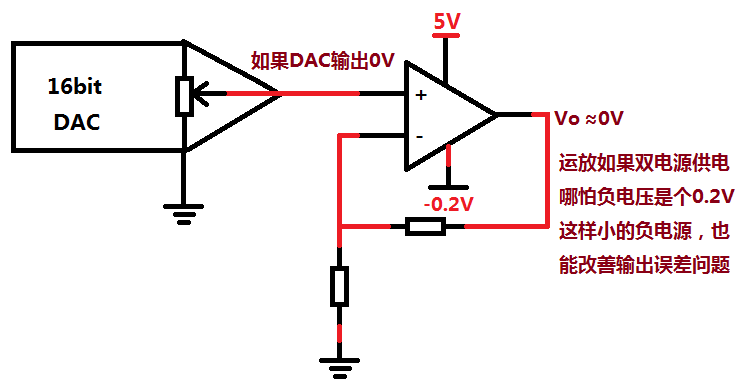 5V
如果DAC输出0V
16bit
DAC
+
-
Vo ≈0V
-0.2V
运放如果双电源供电
哪怕负电压是个0.2V
这样小的负电源，也
能改善输出误差问题